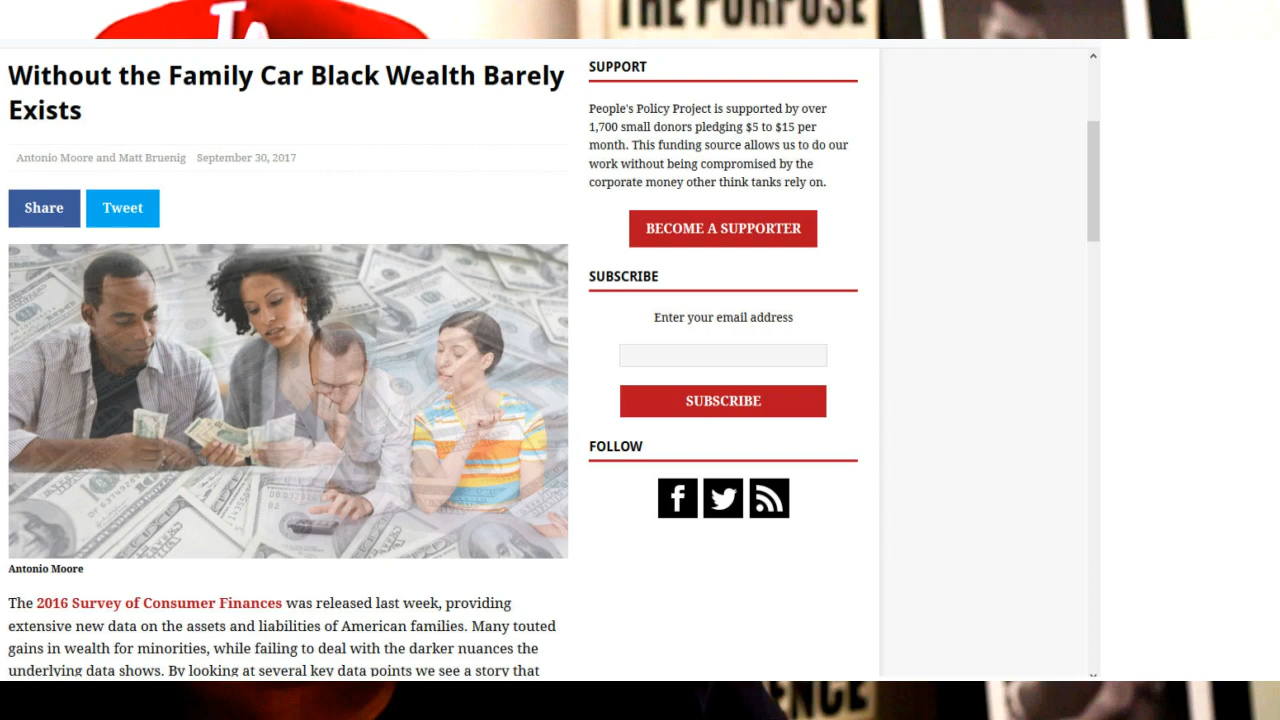 THE PURPOSE
Without the Family Car Black Wealth Barely
Exists
Antonio Moore and Matt Bruenig September 30, 2017
Share Tweet
Antonio Moore
The 2016 Survey of Consumer Finances was released last week, providing
extensive new data on the assets and liabilities of American families. Many touted
gains in wealth for minorities, while failing to deal with the darker nuances the
underlying data shows. By looking at several key data points we see a story that
SUPPORT
People's Policy Project is supported by over
1,700 small donors pledging $5 to $15 per
month. This funding source allows us to do our
work without being compromised by the
corporate money other think tanks rely on.
BECOME A SUPPORTER
SUBSCRIBE
Enter your email address
SUBSCRIBE
FOLLOW